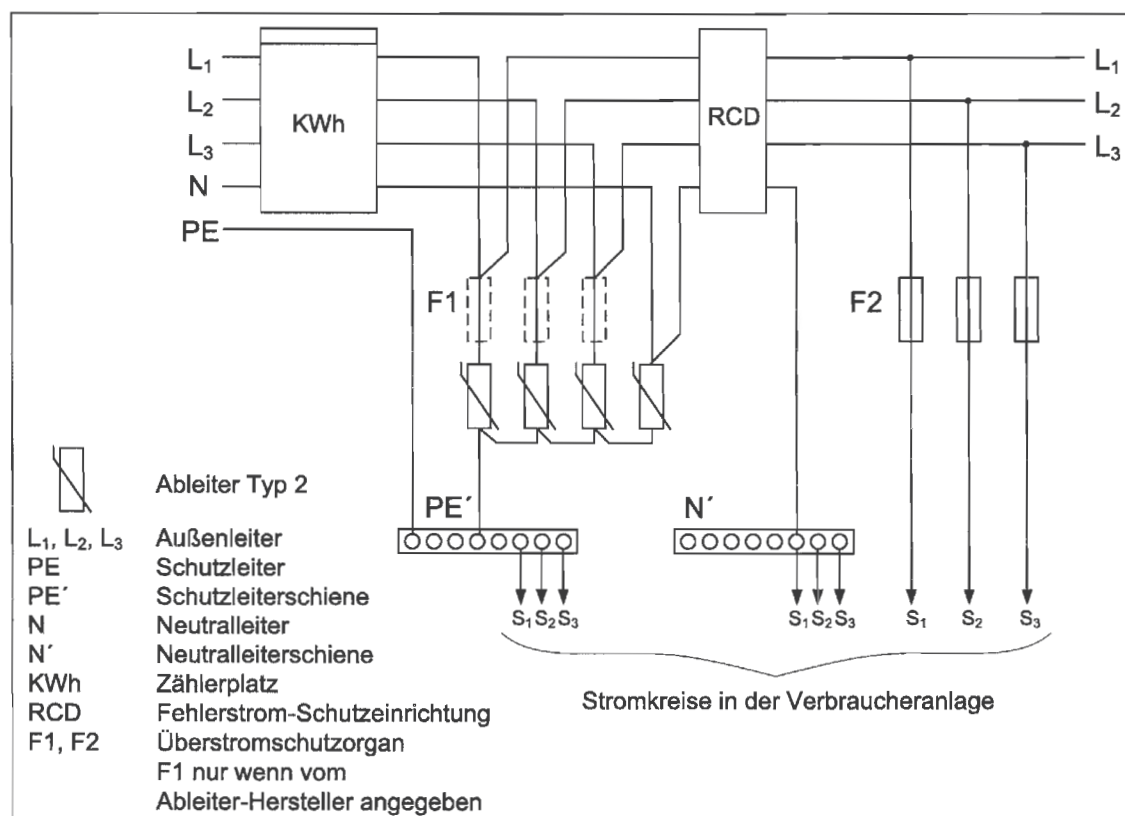 L₁
L₂
L₃
N
PE
KWh
RCD
L₁
L₂
L₃
F1
F2
PE´
N´
S₁ S₂ S₃
S₁ S₂ S₃
S₁
S₂
S₃
Stromkreise in der Verbraucheranlage
Ableiter Typ 2
L₁, L₂, L₃ Außenleiter
PE Schutzleiter
PE´ Schutzleiterschiene
N Neutralleiter
N´ Neutralleiterschiene
KWh Zählerplatz
RCD Fehlerstrom-Schutzeinrichtung
F1, F2 Überstromschutzorgan
F1 nur wenn vom
Ableiter-Hersteller angegeben